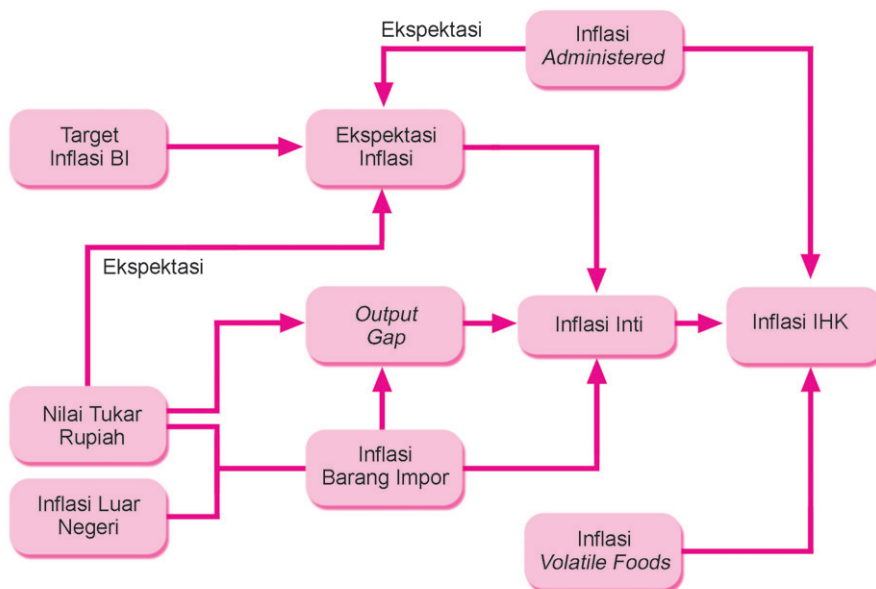 Ekspektasi
Inflasi
Administered
Target
Inflasi BI
Ekspektasi
Inflasi
Ekspektasi
Output
Gap
Inflasi Inti
Inflasi IHK
Nilai Tukar
Rupiah
Inflasi
Barang Impor
Inflasi Luar
Negeri
Inflasi
Volatile Foods